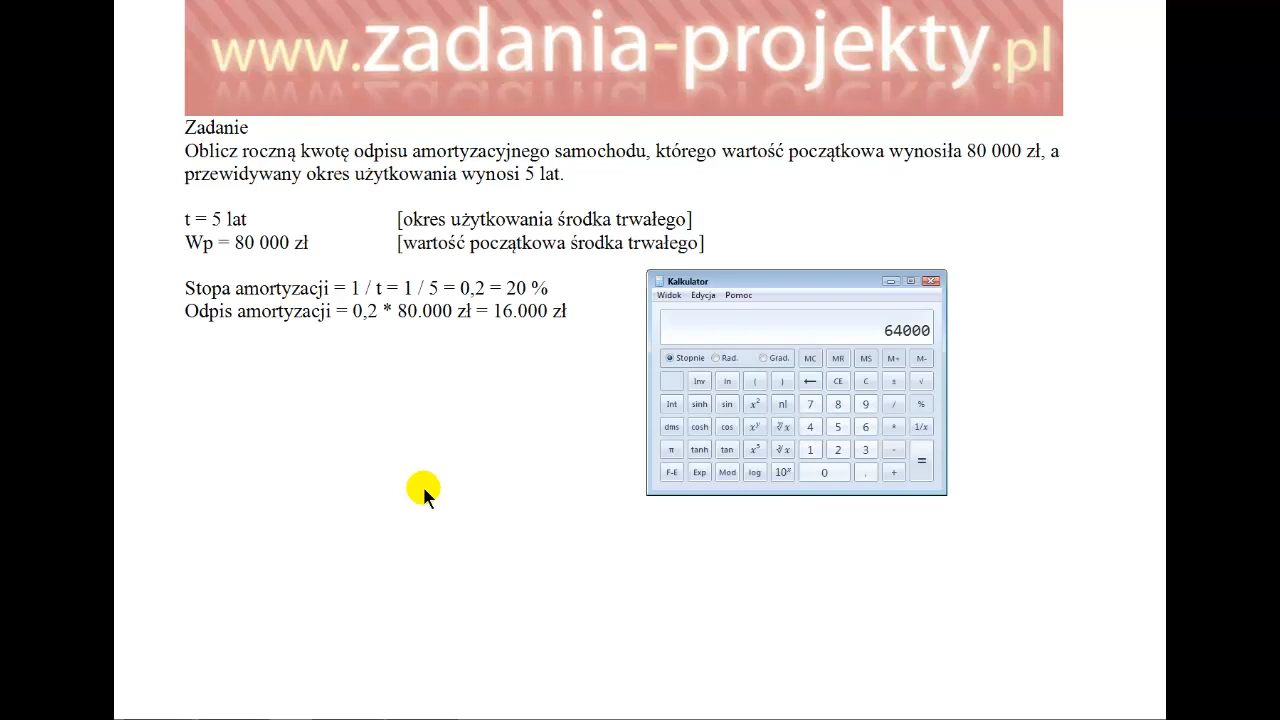 www.zadania-projekty.pl
Zadanie
Oblicz roczną kwotę odpisu amortyzacyjnego samochodu, którego wartość początkowa wynosiła 80 000 zł, a
przewidywany okres użytkowania wynosi 5 lat.
t = 5 lat [okres użytkowania środka trwałego]
Wp = 80 000 zł [wartość początkowa środka trwałego]
Stopa amortyzacji = 1 / t = 1 / 5 = 0,2 = 20 %
Odpis amortyzacji = 0,2 * 80.000 zł = 16.000 zł
Kalkulator
Widok Edycja Pomoc
64000
Stopnie Rad. Grad. MC MR MS M+ M-
Inv ln ( ) ← CE C ± √
Int sinh sin x² n! 7 8 9 / %
dms cosh cos xʸ ʸ√x 4 5 6 * 1/x
π tanh tan x³ ³√x 1 2 3 - =
F-E Exp Mod log 10ˣ 0 , +